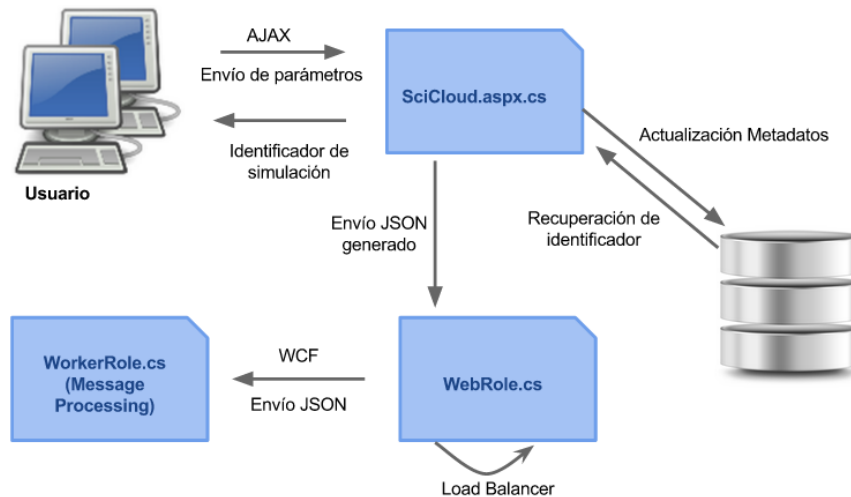 AJAX
Envío de parámetros
SciCloud.aspx.cs
Identificador de
simulación
Usuario
Actualización Metadatos
Recuperación de
identificador
Envío JSON
generado
WorkerRole.cs
(Message
Processing)
WCF
Envío JSON
WebRole.cs
Load Balancer